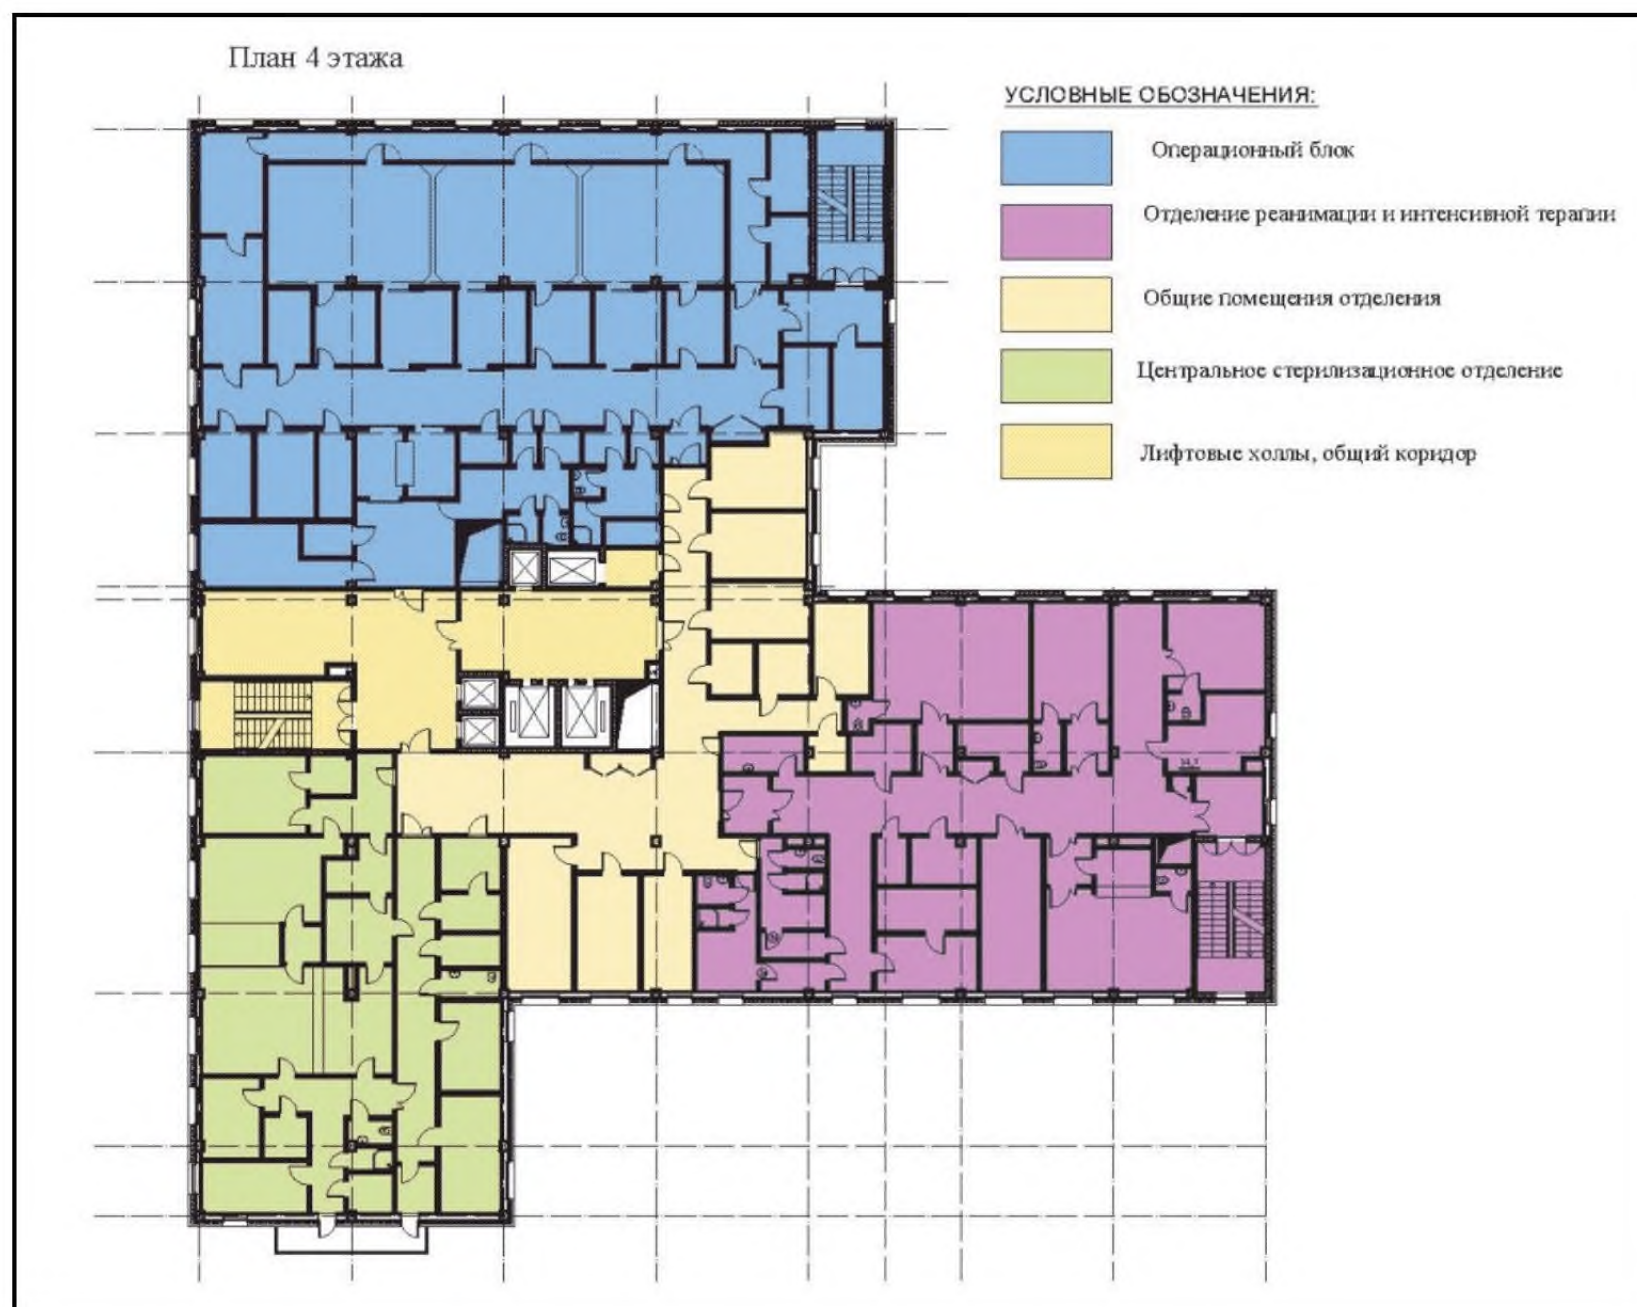 План 4 этажа
УСЛОВНЫЕ ОБОЗНАЧЕНИЯ:
Операционный блок
Отделение реанимации и интенсивной терапии
Общие помещения отделения
Центральное стерилизационное отделение
Лифтовые холлы, общий коридор